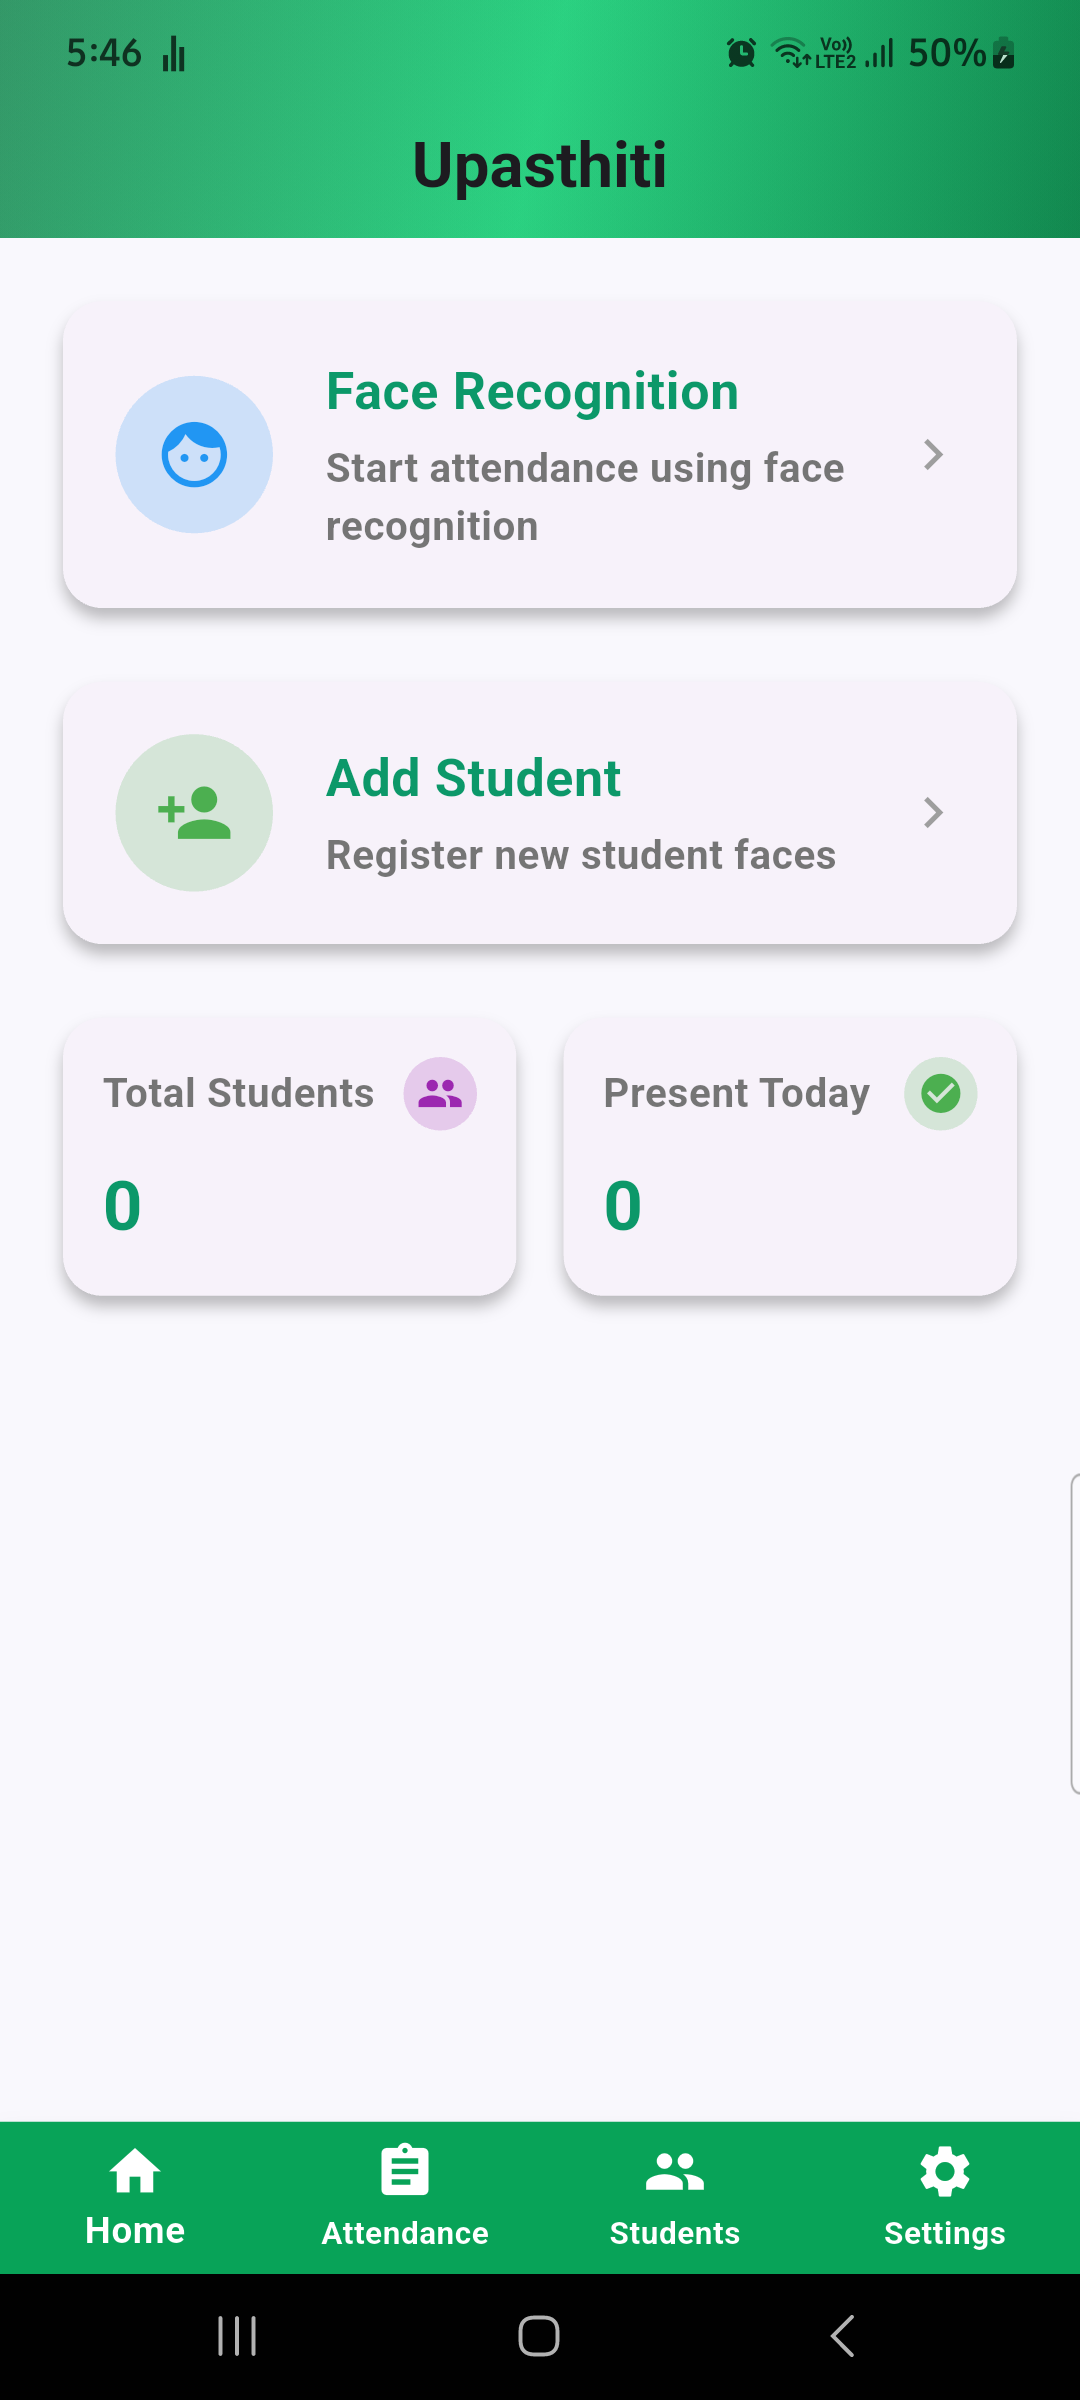 5:46
Vo))
LTE2
50%
Upasthiti
Face Recognition
Start attendance using face
recognition
Add Student
Register new student faces
Total Students
0
Present Today
0
Home
Attendance
Students
Settings